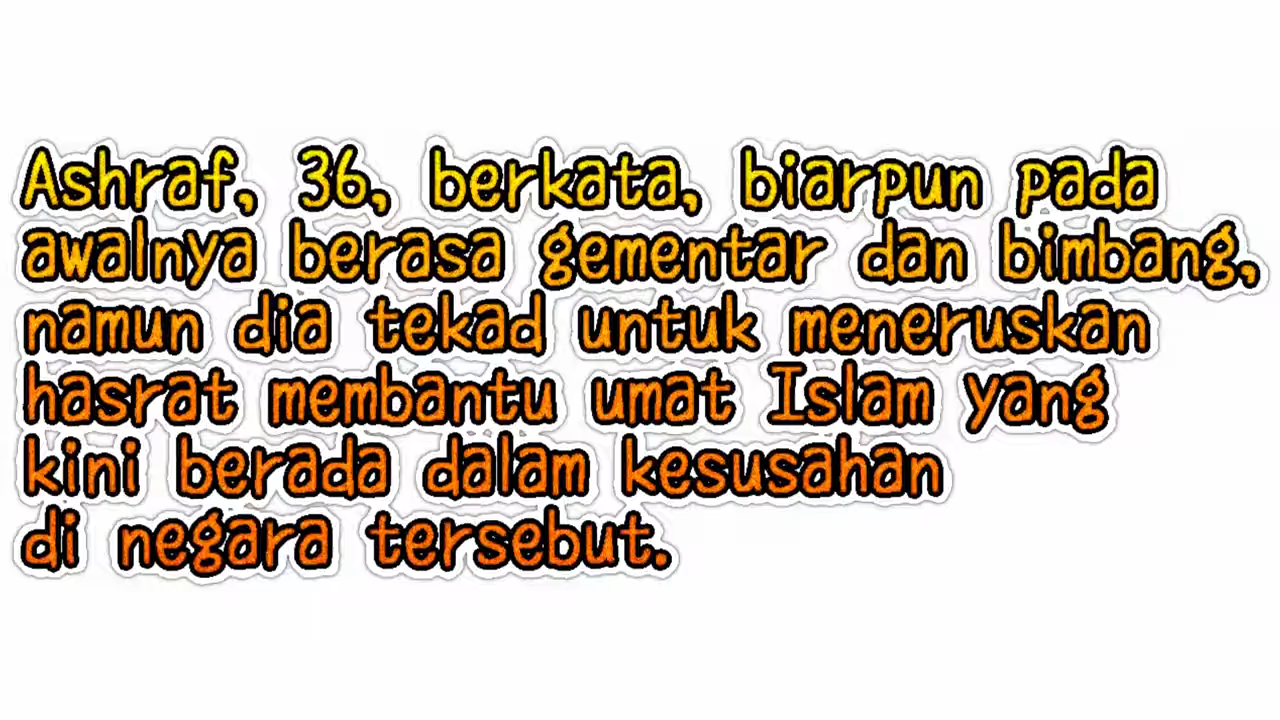 Ashraf, 36, berkata, biarpun pada
awalnya berasa gementar dan bimbang,
namun dia tekad untuk meneruskan
hasrat membantu umat Islam yang
kini berada dalam kesusahan
di negara tersebut.